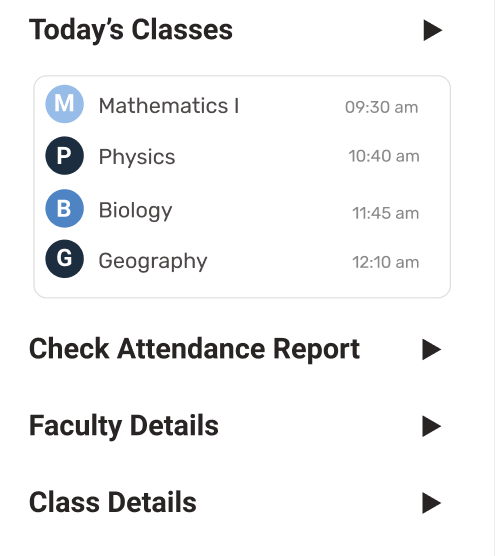 Today’s Classes
M Mathematics I 09:30 am
P Physics 10:40 am
B Biology 11:45 am
G Geography 12:10 am
Check Attendance Report
Faculty Details
Class Details